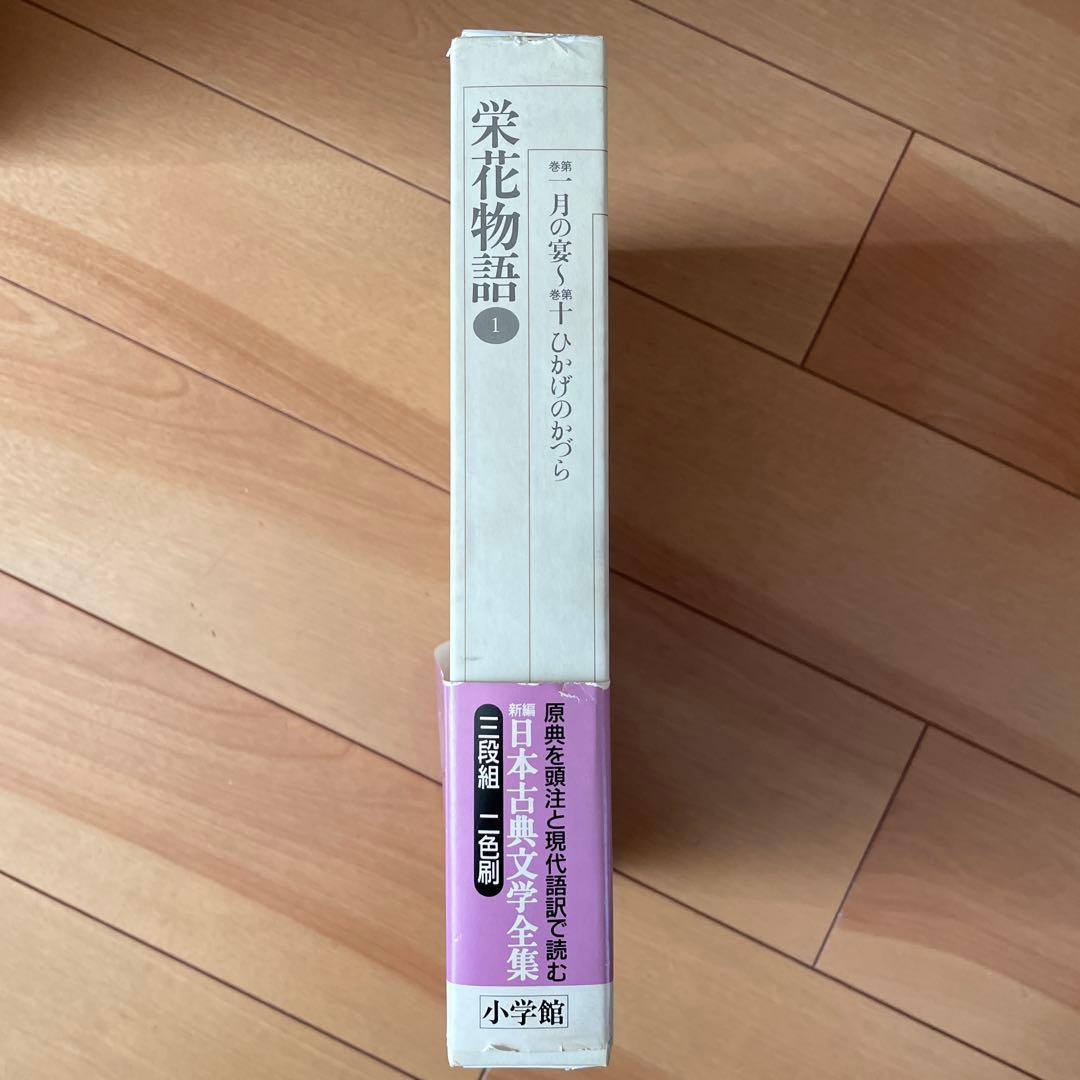 栄花物語
1
巻第一 月の宴〜巻第十 ひかげのかづら
原典を頭注と現代語訳で読む
新編 日本古典文学全集
三段組 二色刷
小学館